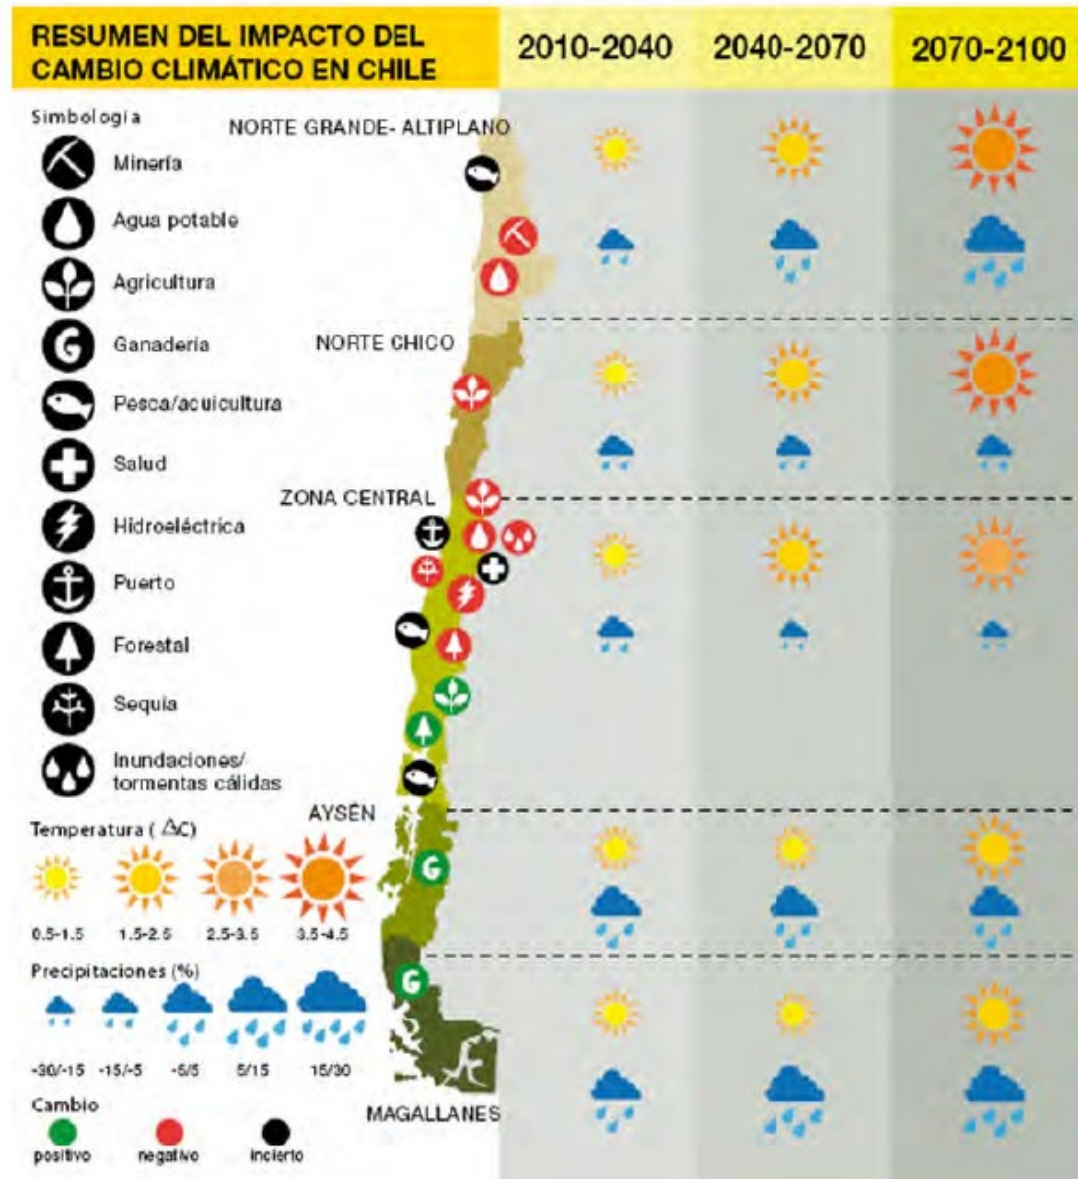 RESUMEN DEL IMPACTO DEL
CAMBIO CLIMÁTICO EN CHILE
2010-2040
2040-2070
2070-2100
Simbología
Minería
Agua potable
Agricultura
Ganadería
Pesca/acuicultura
Salud
Hidroeléctrica
Puerto
Forestal
Sequía
Inundaciones/
tormentas cálidas
NORTE GRANDE- ALTIPLANO
NORTE CHICO
ZONA CENTRAL
AYSÉN
MAGALLANES
Temperatura ( ΔC)
0.5-1.5
1.5-2.5
2.5-3.5
3.5-4.5
Precipitaciones (%)
-30/-15
-15/-5
-5/5
5/15
15/30
Cambio
positivo
negativo
incierto